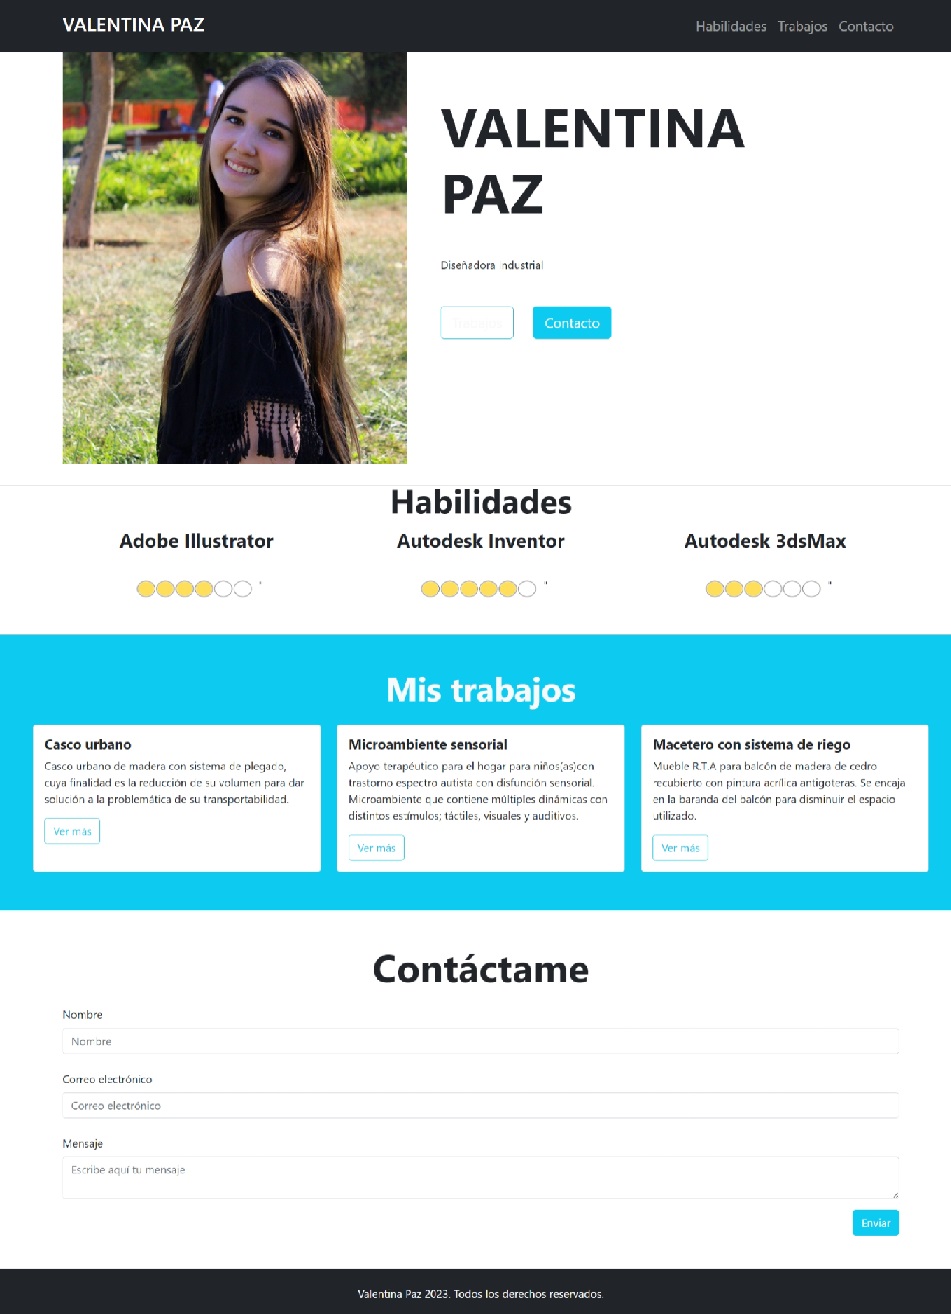 VALENTINA PAZ
Habilidades Trabajos Contacto
VALENTINA
PAZ
Diseñadora Industrial
Trabajos Contacto
Habilidades
Adobe Illustrator Autodesk Inventor Autodesk 3dsMax
" " "
Mis trabajos
Casco urbano
Casco urbano de madera con sistema de plegado,
cuya finalidad es la reducción de su volumen para dar
solución a la problemática de su transportabilidad.
Ver más
Microambiente sensorial
Apoyo terapéutico para el hogar para niños(as)con
trastorno espectro autista con disfunción sensorial.
Microambiente que contiene múltiples dinámicas con
distintos estímulos; táctiles, visuales y auditivos.
Ver más
Macetero con sistema de riego
Mueble R.T.A para balcón de madera de cedro
recubierto con pintura acrílica antigoteras. Se encaja
en la baranda del balcón para disminuir el espacio
utilizado.
Ver más
Contáctame
Nombre
Nombre
Correo electrónico
Correo electrónico
Mensaje
Escribe aquí tu mensaje
Enviar
Valentina Paz 2023. Todos los derechos reservados.